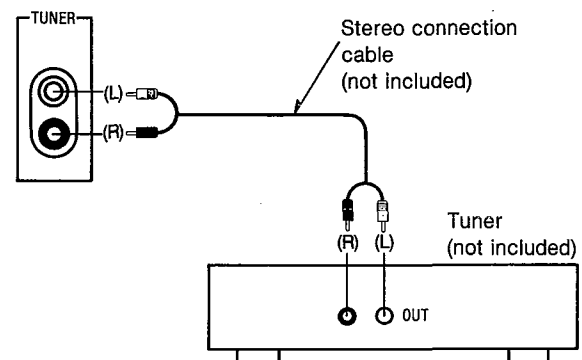 TUNER
Stereo connection
cable
(not included)
(L)
(R)
(R) (L)
Tuner
(not included)
OUT